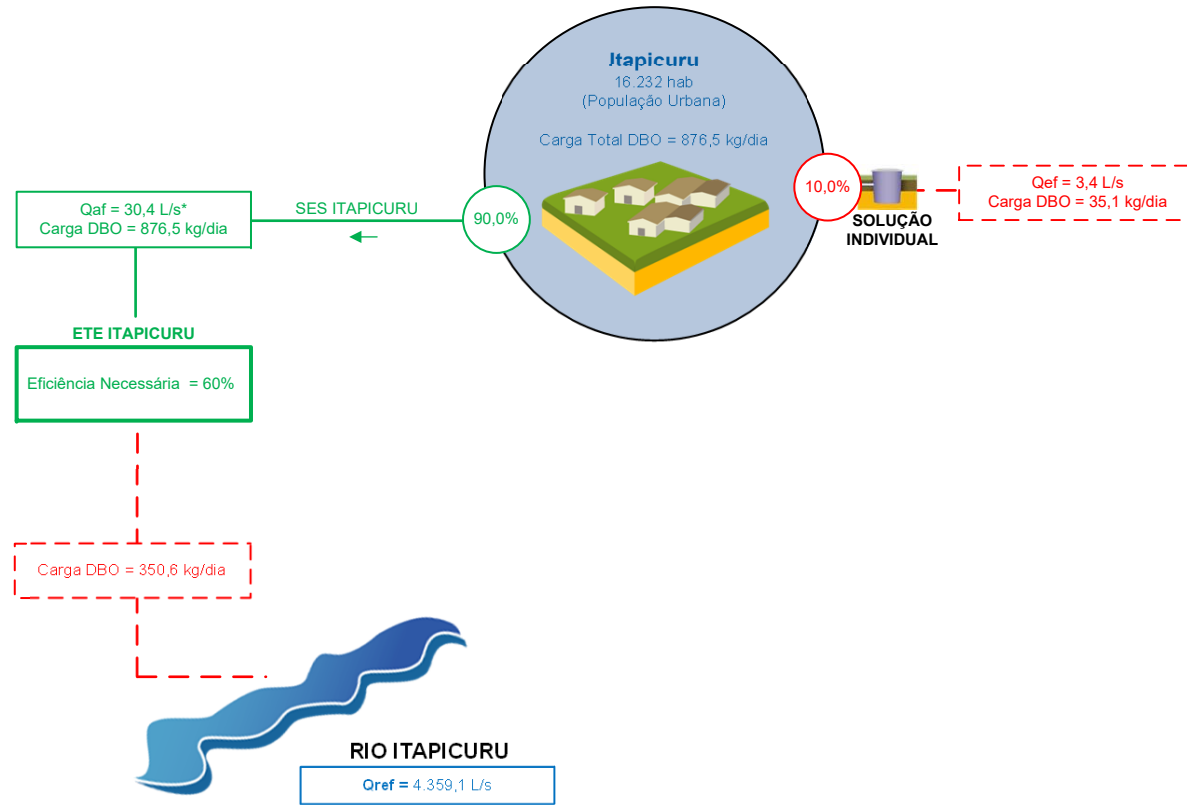 Itapicuru
16.232 hab
(População Urbana)
Carga Total DBO = 876,5 kg/dia
10,0%
Qef = 3,4 L/s
Carga DBO = 35,1 kg/dia
SOLUÇÃO
INDIVIDUAL
90,0%
SES ITAPICURU
Qaf = 30,4 L/s*
Carga DBO = 876,5 kg/dia
ETE ITAPICURU
Eficiência Necessária = 60%
Carga DBO = 350,6 kg/dia
RIO ITAPICURU
Qref = 4.359,1 L/s